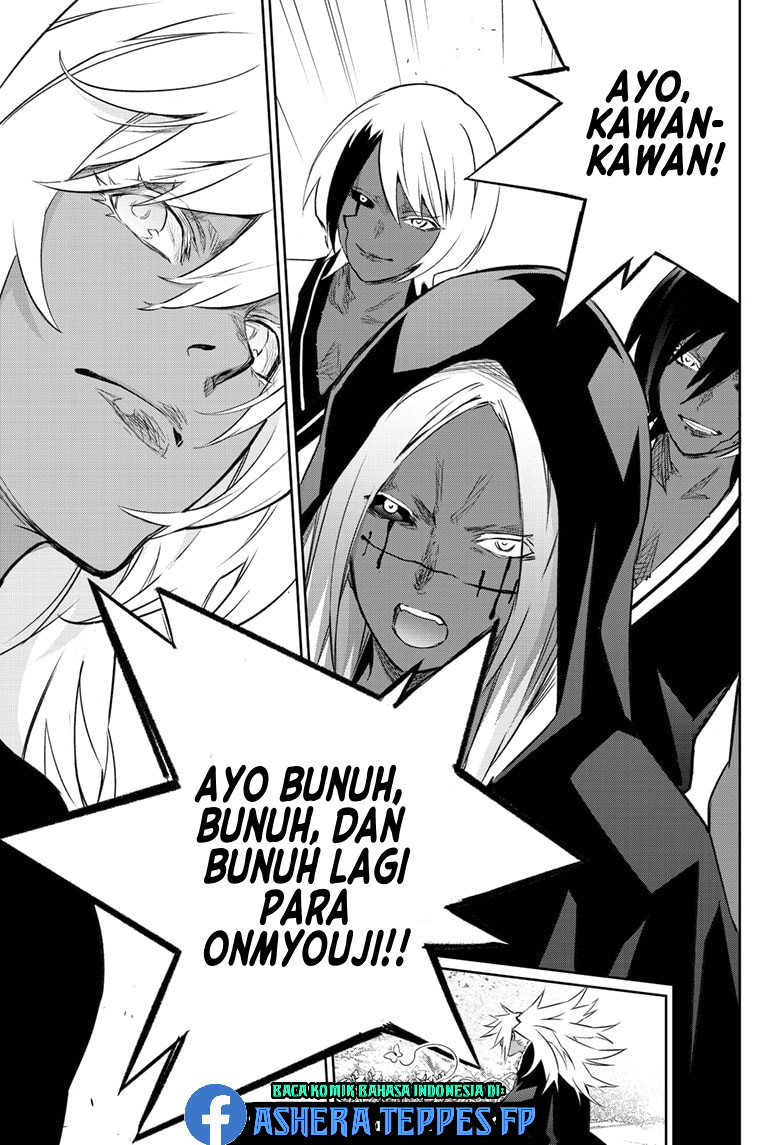 AYO,
KAWAN-
KAWAN!
AYO BUNUH,
BUNUH, DAN
BUNUH LAGI
PARA
ONMYOUJI!!
BACA KOMIK BAHASA INDONESIA DI:
ASHERA TEPPES FP